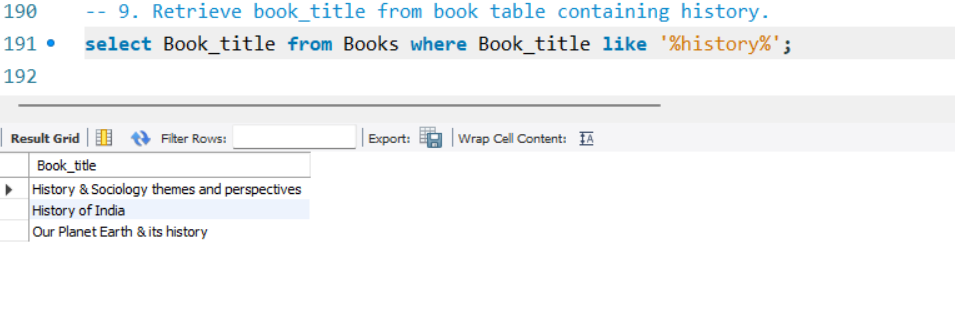 190 -- 9. Retrieve book_title from book table containing history.
191 select Book_title from Books where Book_title like '%history%';
192
Result Grid Filter Rows: Export: Wrap Cell Content: IA
Book_title
History & Sociology themes and perspectives
History of India
Our Planet Earth & its history